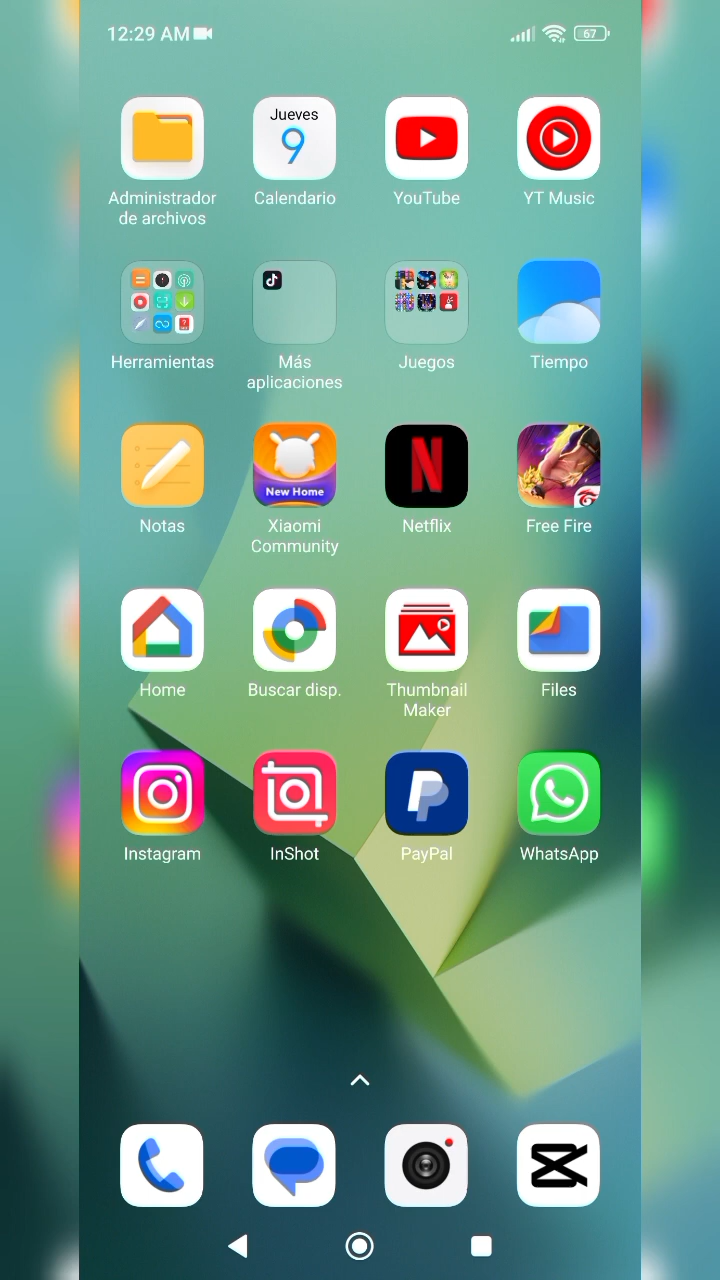 12:29 AM
67
Jueves
9
Administrador
de archivos
Calendario
YouTube
YT Music
Herramientas
Más
aplicaciones
Juegos
Tiempo
New Home
Notas
Xiaomi
Community
Netflix
Free Fire
Home
Buscar disp.
Thumbnail
Maker
Files
Instagram
InShot
PayPal
WhatsApp